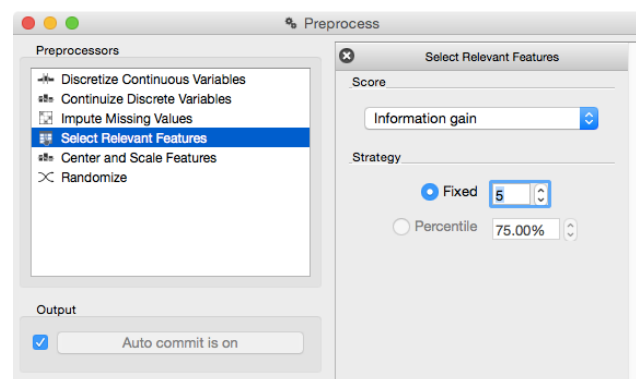 Preprocess
Preprocessors
Discretize Continuous Variables
Continuize Discrete Variables
Impute Missing Values
Select Relevant Features
Center and Scale Features
Randomize
Output
Auto commit is on
Select Relevant Features
Score
Information gain
Strategy
Fixed 5
Percentile 75.00%